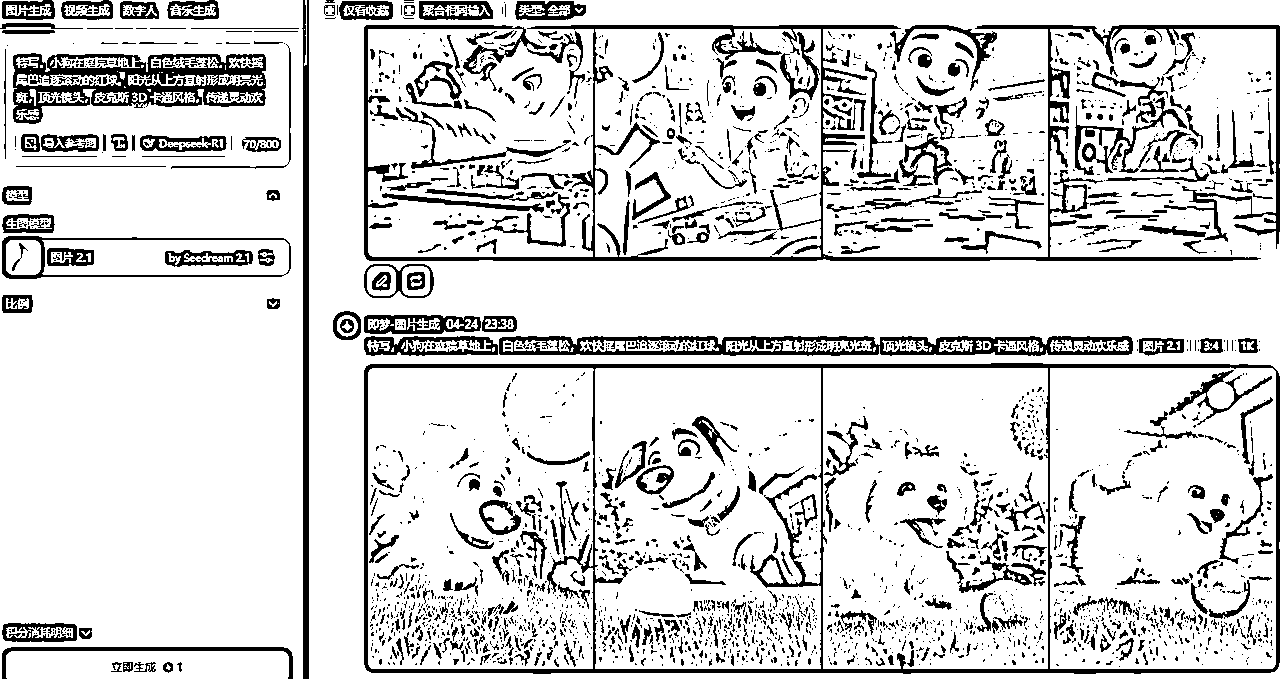 图片生成 视频生成 数字人 音乐生成
特写，小狗在庭院草地上，白色绒毛蓬松，欢快摇
尾巴追逐滚动的红球，阳光从上方直射形成明亮光
斑，顶光镜头，皮克斯 3D 卡通风格，传递灵动欢
乐感
导入参考图 Deepseek-R1 70/800
模型
生图模型
图片 2.1 by Seedream 2.1
比例
积分消耗明细
立即生成 1
仅看收藏 聚合相同输入 类型: 全部
即梦-图片生成 04-24 23:38
特写，小狗在庭院草地上，白色绒毛蓬松，欢快摇尾巴追逐滚动的红球，阳光从上方直射形成明亮光斑，顶光镜头，皮克斯 3D 卡通风格，传递灵动欢乐感 图片 2.1 3:4 1K